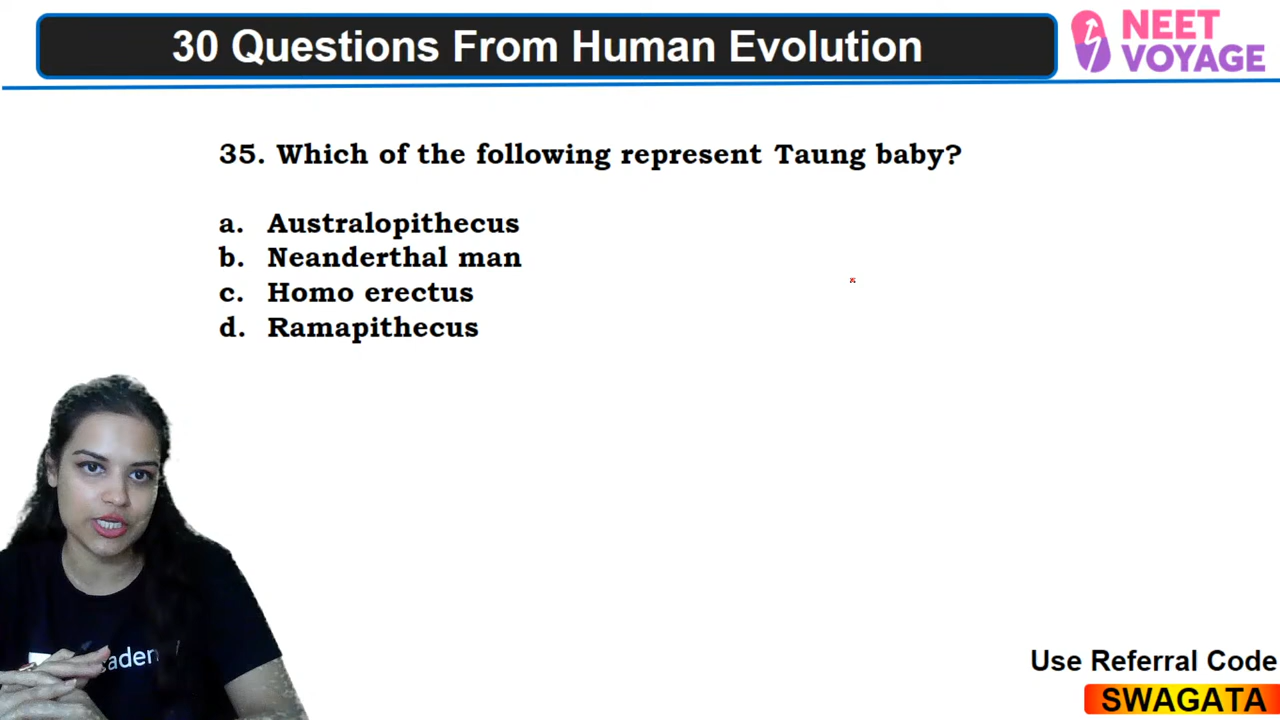 30 Questions From Human Evolution
NEET
VOYAGE
35. Which of the following represent Taung baby?
a. Australopithecus
b. Neanderthal man
c. Homo erectus
d. Ramapithecus
Use Referral Code
SWAGATA